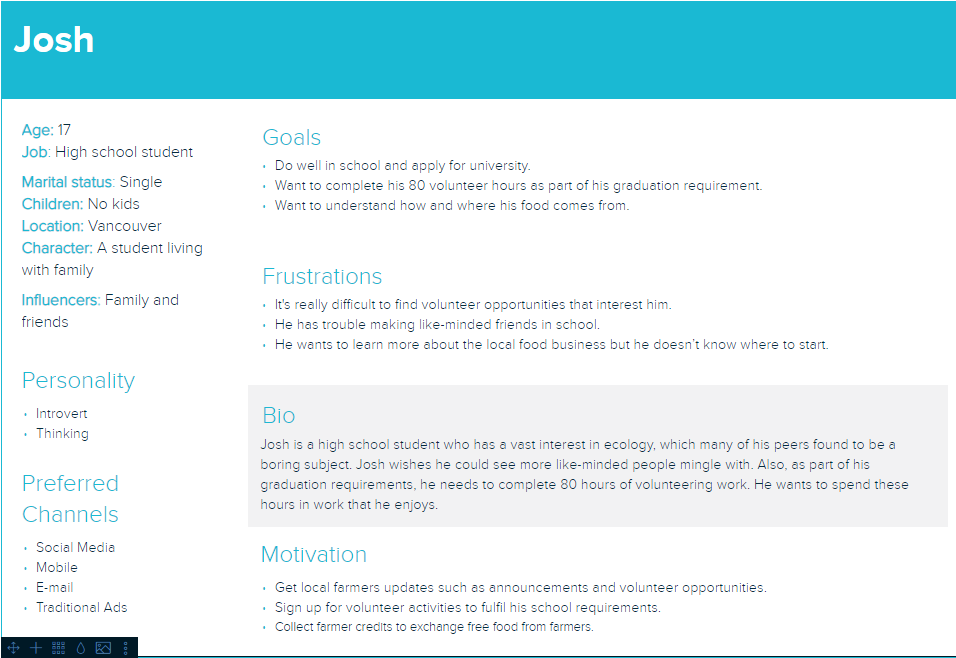 Josh
Age: 17
Job: High school student
Marital status: Single
Children: No kids
Location: Vancouver
Character: A student living
with family
Influencers: Family and
friends
Personality
Introvert
Thinking
Preferred
Channels
Social Media
Mobile
E-mail
Traditional Ads
Goals
Do well in school and apply for university.
Want to complete his 80 volunteer hours as part of his graduation requirement.
Want to understand how and where his food comes from.
Frustrations
It's really difficult to find volunteer opportunities that interest him.
He has trouble making like-minded friends in school.
He wants to learn more about the local food business but he doesn't know where to start.
Bio
Josh is a high school student who has a vast interest in ecology, which many of his peers found to be a
boring subject. Josh wishes he could see more like-minded people mingle with. Also, as part of his
graduation requirements, he needs to complete 80 hours of volunteering work. He wants to spend these
hours in work that he enjoys.
Motivation
Get local farmers updates such as announcements and volunteer opportunities.
Sign up for volunteer activities to fulfil his school requirements.
Collect farmer credits to exchange free food from farmers.